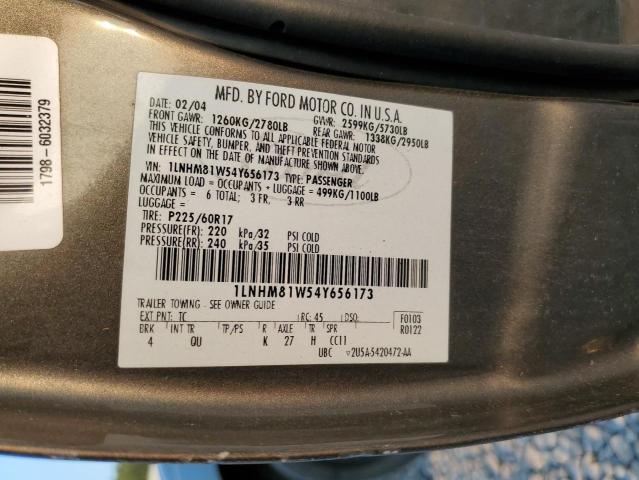 MFD. BY FORD MOTOR CO. IN U.S.A.
DATE: 02/04 GVWR: 2599KG/5730LB
FRONT GAWR: 1260KG/2780LB REAR GAWR: 1338KG/2950LB
THIS VEHICLE CONFORMS TO ALL APPLICABLE FEDERAL MOTOR
VEHICLE SAFETY, BUMPER, AND THEFT PREVENTION STANDARDS
IN EFFECT ON THE DATE OF MANUFACTURE SHOWN ABOVE.
VIN: 1LNHM81W54Y656173 TYPE: PASSENGER
MAXIMUM LOAD = OCCUPANTS + LUGGAGE = 499KG/1100LB
OCCUPANTS = 6 TOTAL; 3 FR, 3 RR
LUGGAGE =
TIRE: P225/60R17
PRESSURE(FR): 220 kPa/32 PSI COLD
PRESSURE(RR): 240 kPa/35 PSI COLD
1LNHM81W54Y656173
TRAILER TOWING - SEE OWNER GUIDE
EXT PNT: TC RC: 45 DSO: F0103
BRK INT TR TP/PS R AXLE TR SPR R0122
4 QU K 27 H CC11
UBC 2U5A-5420472-AA
1798-6032379